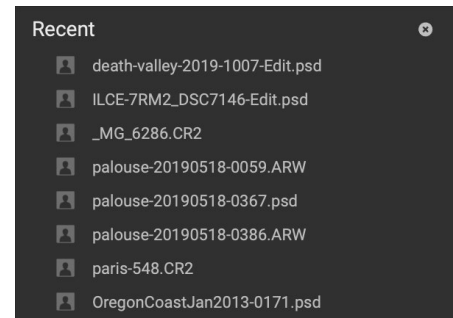 Recent
death-valley-2019-1007-Edit.psd
ILCE-7RM2_DSC7146-Edit.psd
_MG_6286.CR2
palouse-20190518-0059.ARW
palouse-20190518-0367.psd
palouse-20190518-0386.ARW
paris-548.CR2
OregonCoastJan2013-0171.psd